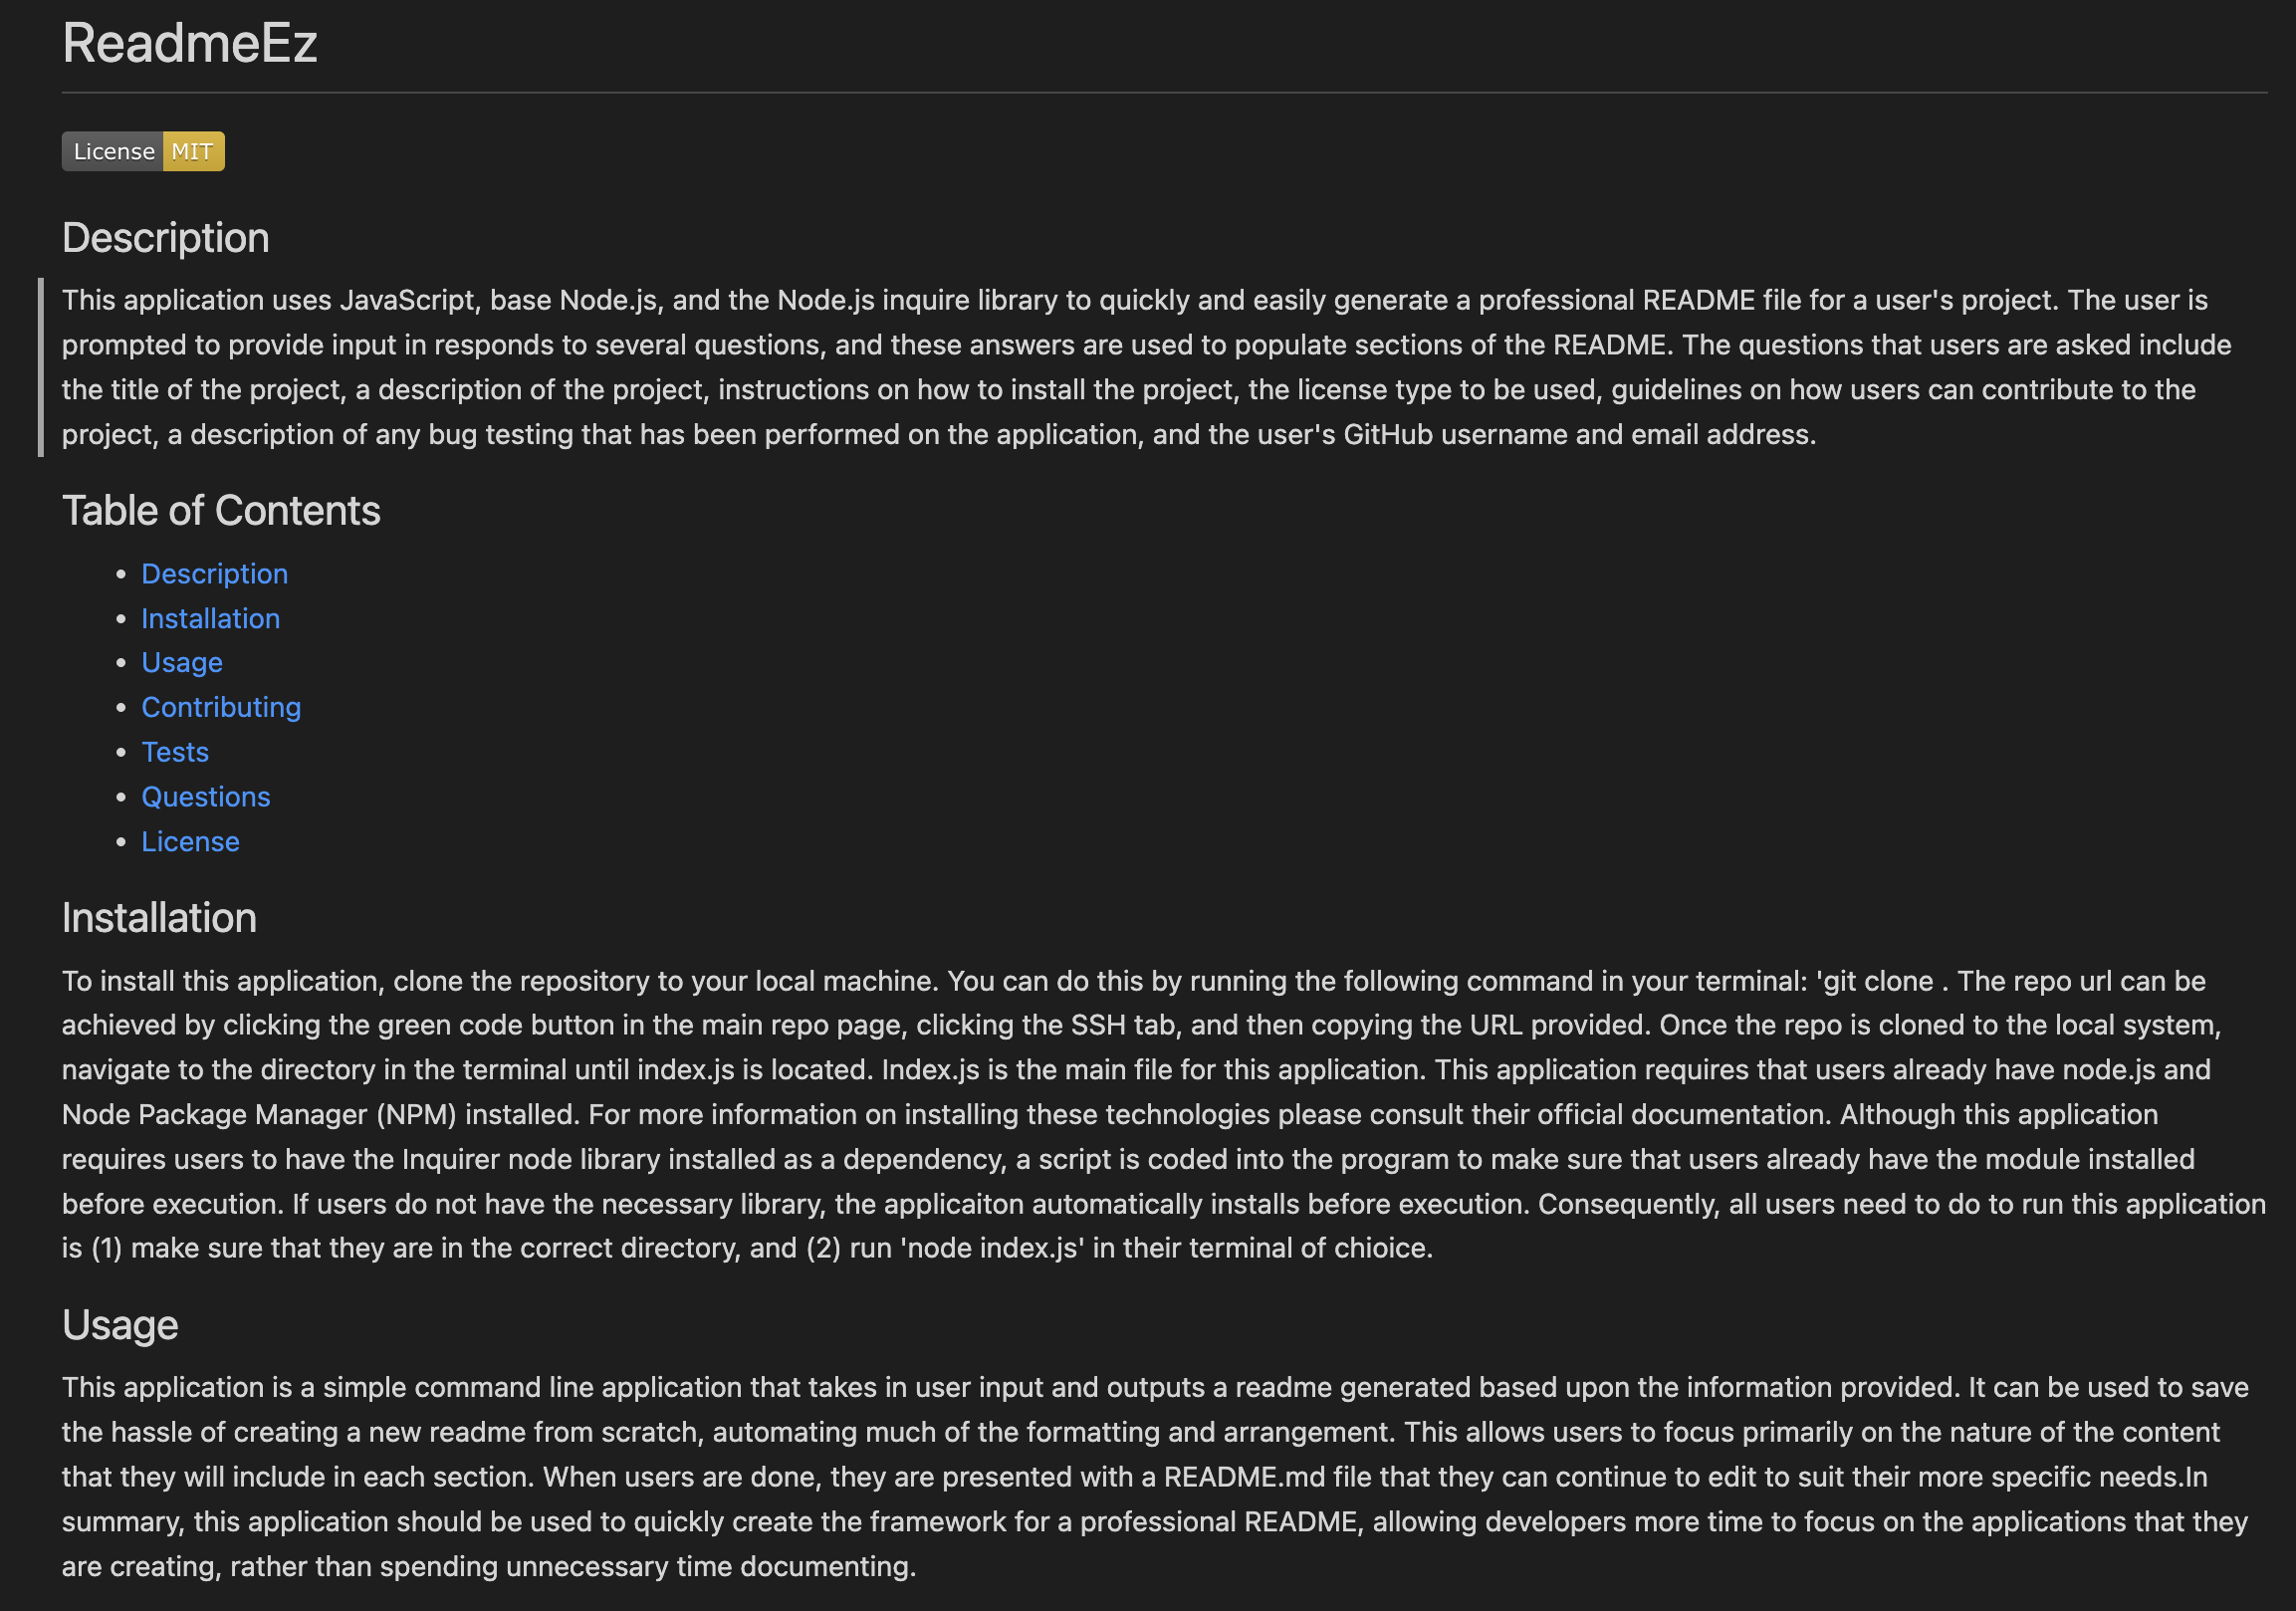 ReadmeEz
License MIT
Description
This application uses JavaScript, base Node.js, and the Node.js inquire library to quickly and easily generate a professional README file for a user's project. The user is
prompted to provide input in responds to several questions, and these answers are used to populate sections of the README. The questions that users are asked include
the title of the project, a description of the project, instructions on how to install the project, the license type to be used, guidelines on how users can contribute to the
project, a description of any bug testing that has been performed on the application, and the user's GitHub username and email address.
Table of Contents
• Description
• Installation
• Usage
• Contributing
• Tests
• Questions
• License
Installation
To install this application, clone the repository to your local machine. You can do this by running the following command in your terminal: 'git clone . The repo url can be
achieved by clicking the green code button in the main repo page, clicking the SSH tab, and then copying the URL provided. Once the repo is cloned to the local system,
navigate to the directory in the terminal until index.js is located. Index.js is the main file for this application. This application requires that users already have node.js and
Node Package Manager (NPM) installed. For more information on installing these technologies please consult their official documentation. Although this application
requires users to have the Inquirer node library installed as a dependency, a script is coded into the program to make sure that users already have the module installed
before execution. If users do not have the necessary library, the applicaiton automatically installs before execution. Consequently, all users need to do to run this application
is (1) make sure that they are in the correct directory, and (2) run 'node index.js' in their terminal of chioice.
Usage
This application is a simple command line application that takes in user input and outputs a readme generated based upon the information provided. It can be used to save
the hassle of creating a new readme from scratch, automating much of the formatting and arrangement. This allows users to focus primarily on the nature of the content
that they will include in each section. When users are done, they are presented with a README.md file that they can continue to edit to suit their more specific needs.In
summary, this application should be used to quickly create the framework for a professional README, allowing developers more time to focus on the applications that they
are creating, rather than spending unnecessary time documenting.